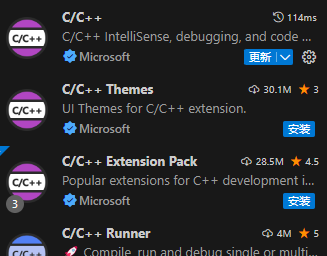 C/C++
114ms
C/C++ IntelliSense, debugging, and code ...
Microsoft
更新
C/C++
C/C++ Themes
30.1M
3
UI Themes for C/C++ extension.
Microsoft
安装
C/C++
C/C++ Extension Pack
28.5M
4.5
Popular extensions for C++ development i...
Microsoft
安装
C/C++
3
C/C++ Runner
4M
5
Compile, run and debug single or multi...
C/C++